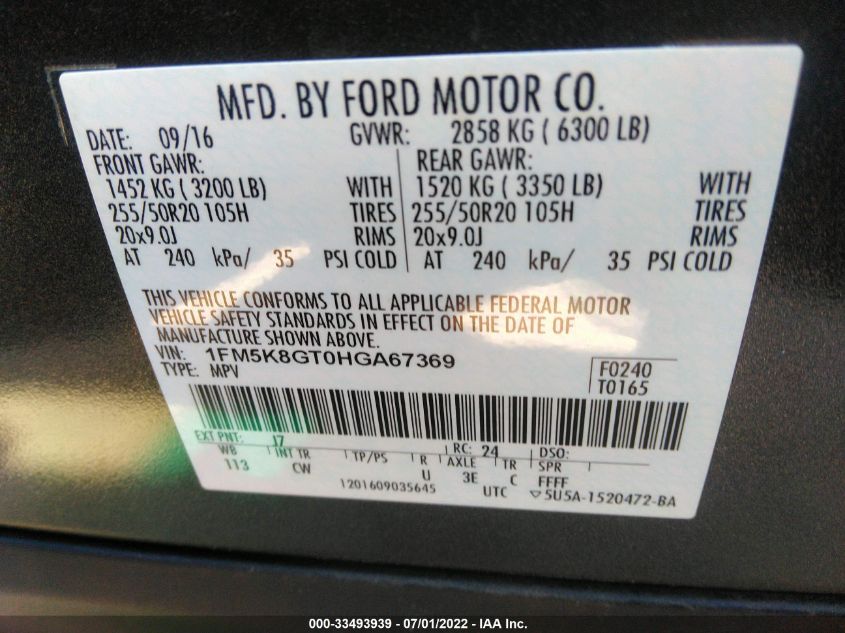 MFD. BY FORD MOTOR CO.
DATE: 09/16 GVWR: 2858 KG ( 6300 LB)
FRONT GAWR: REAR GAWR:
1452 KG ( 3200 LB) WITH 1520 KG ( 3350 LB) WITH
255/50R20 105H TIRES 255/50R20 105H TIRES
20x9.0J RIMS 20x9.0J RIMS
AT 240 kPa/ 35 PSI COLD AT 240 kPa/ 35 PSI COLD
THIS VEHICLE CONFORMS TO ALL APPLICABLE FEDERAL MOTOR
VEHICLE SAFETY STANDARDS IN EFFECT ON THE DATE OF
MANUFACTURE SHOWN ABOVE.
VIN: 1FM5K8GT0HGA67369 F0240
TYPE: MPV T0165
EXT PNT: J7 RC: 24 DSO:
WB INT TR TP/PS R AXLE TR SPR
113 CW U 3E C FFFF
1201609035645 UTC ▽5U5A-1520472-BA
000-33493939 - 07/01/2022 - IAA Inc.